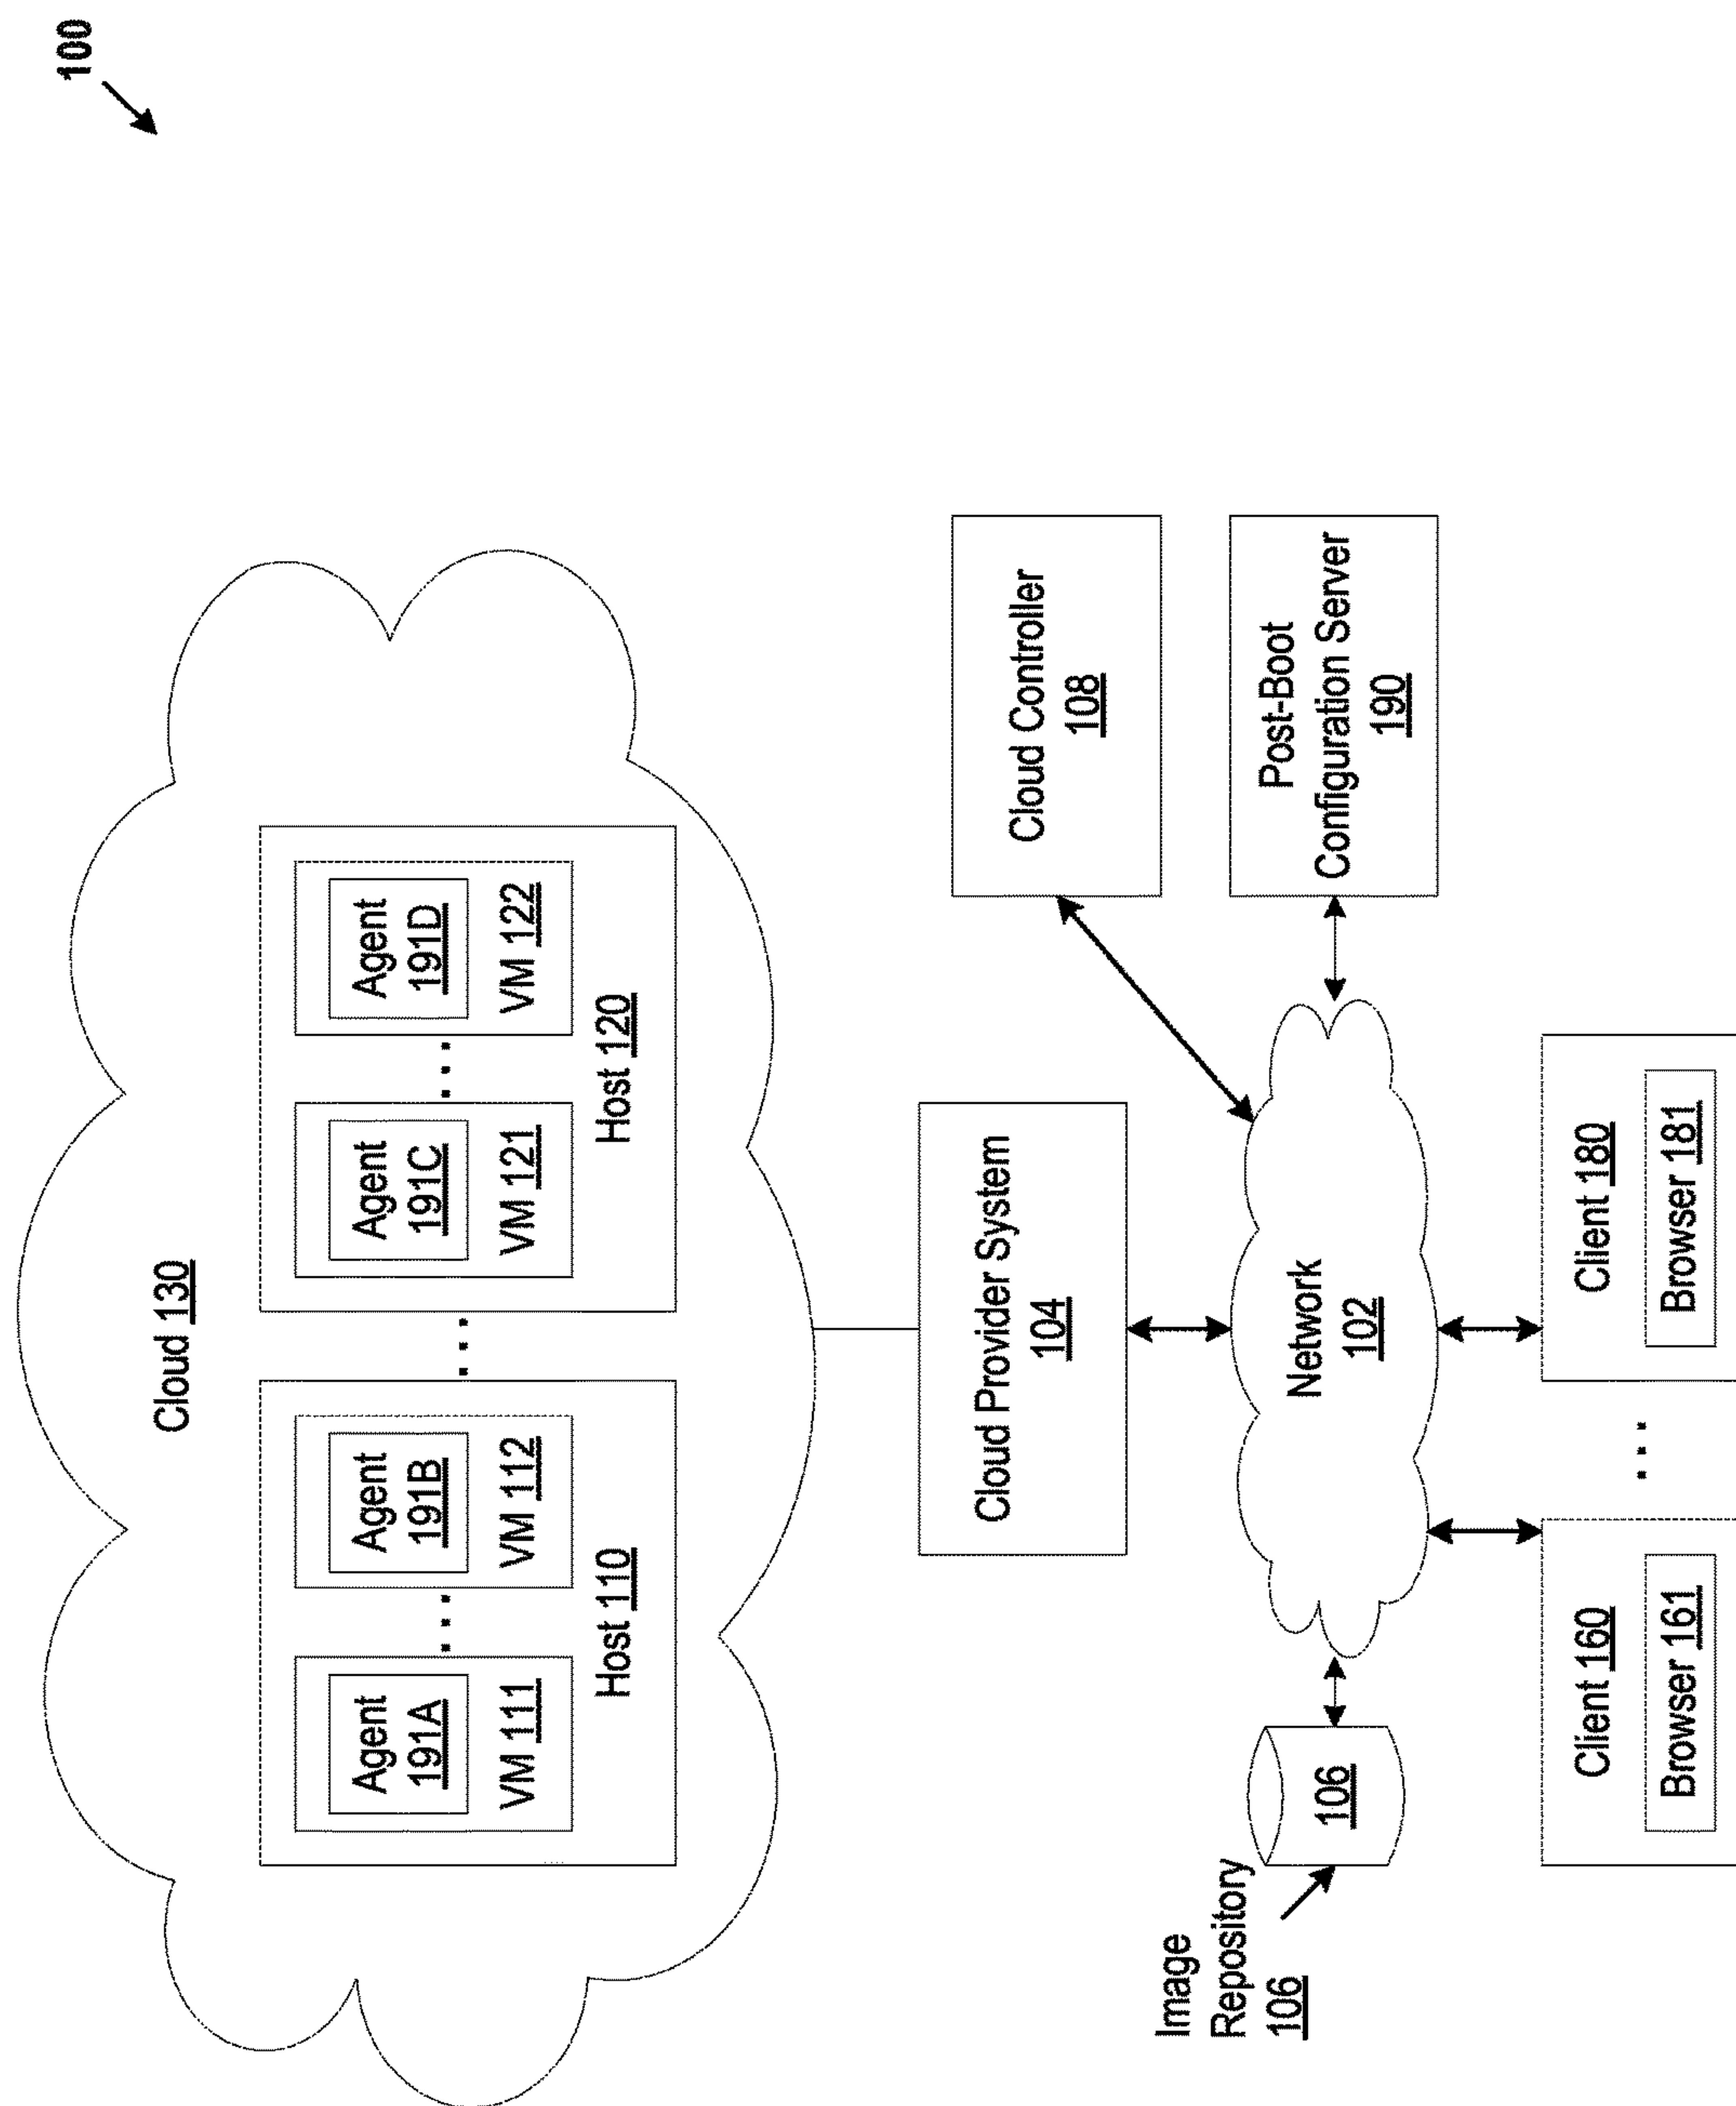 100
Cloud 130
Agent
191A
VM 111
Agent
191B
VM 112
Host 110
Agent
191C
VM 121
Agent
191D
VM 122
Host 120
Cloud Provider System
104
Cloud Controller
108
Image
Repository
106
106
Network
102
Post-Boot
Configuration Server
190
Client 160
Browser 161
Client 180
Browser 181